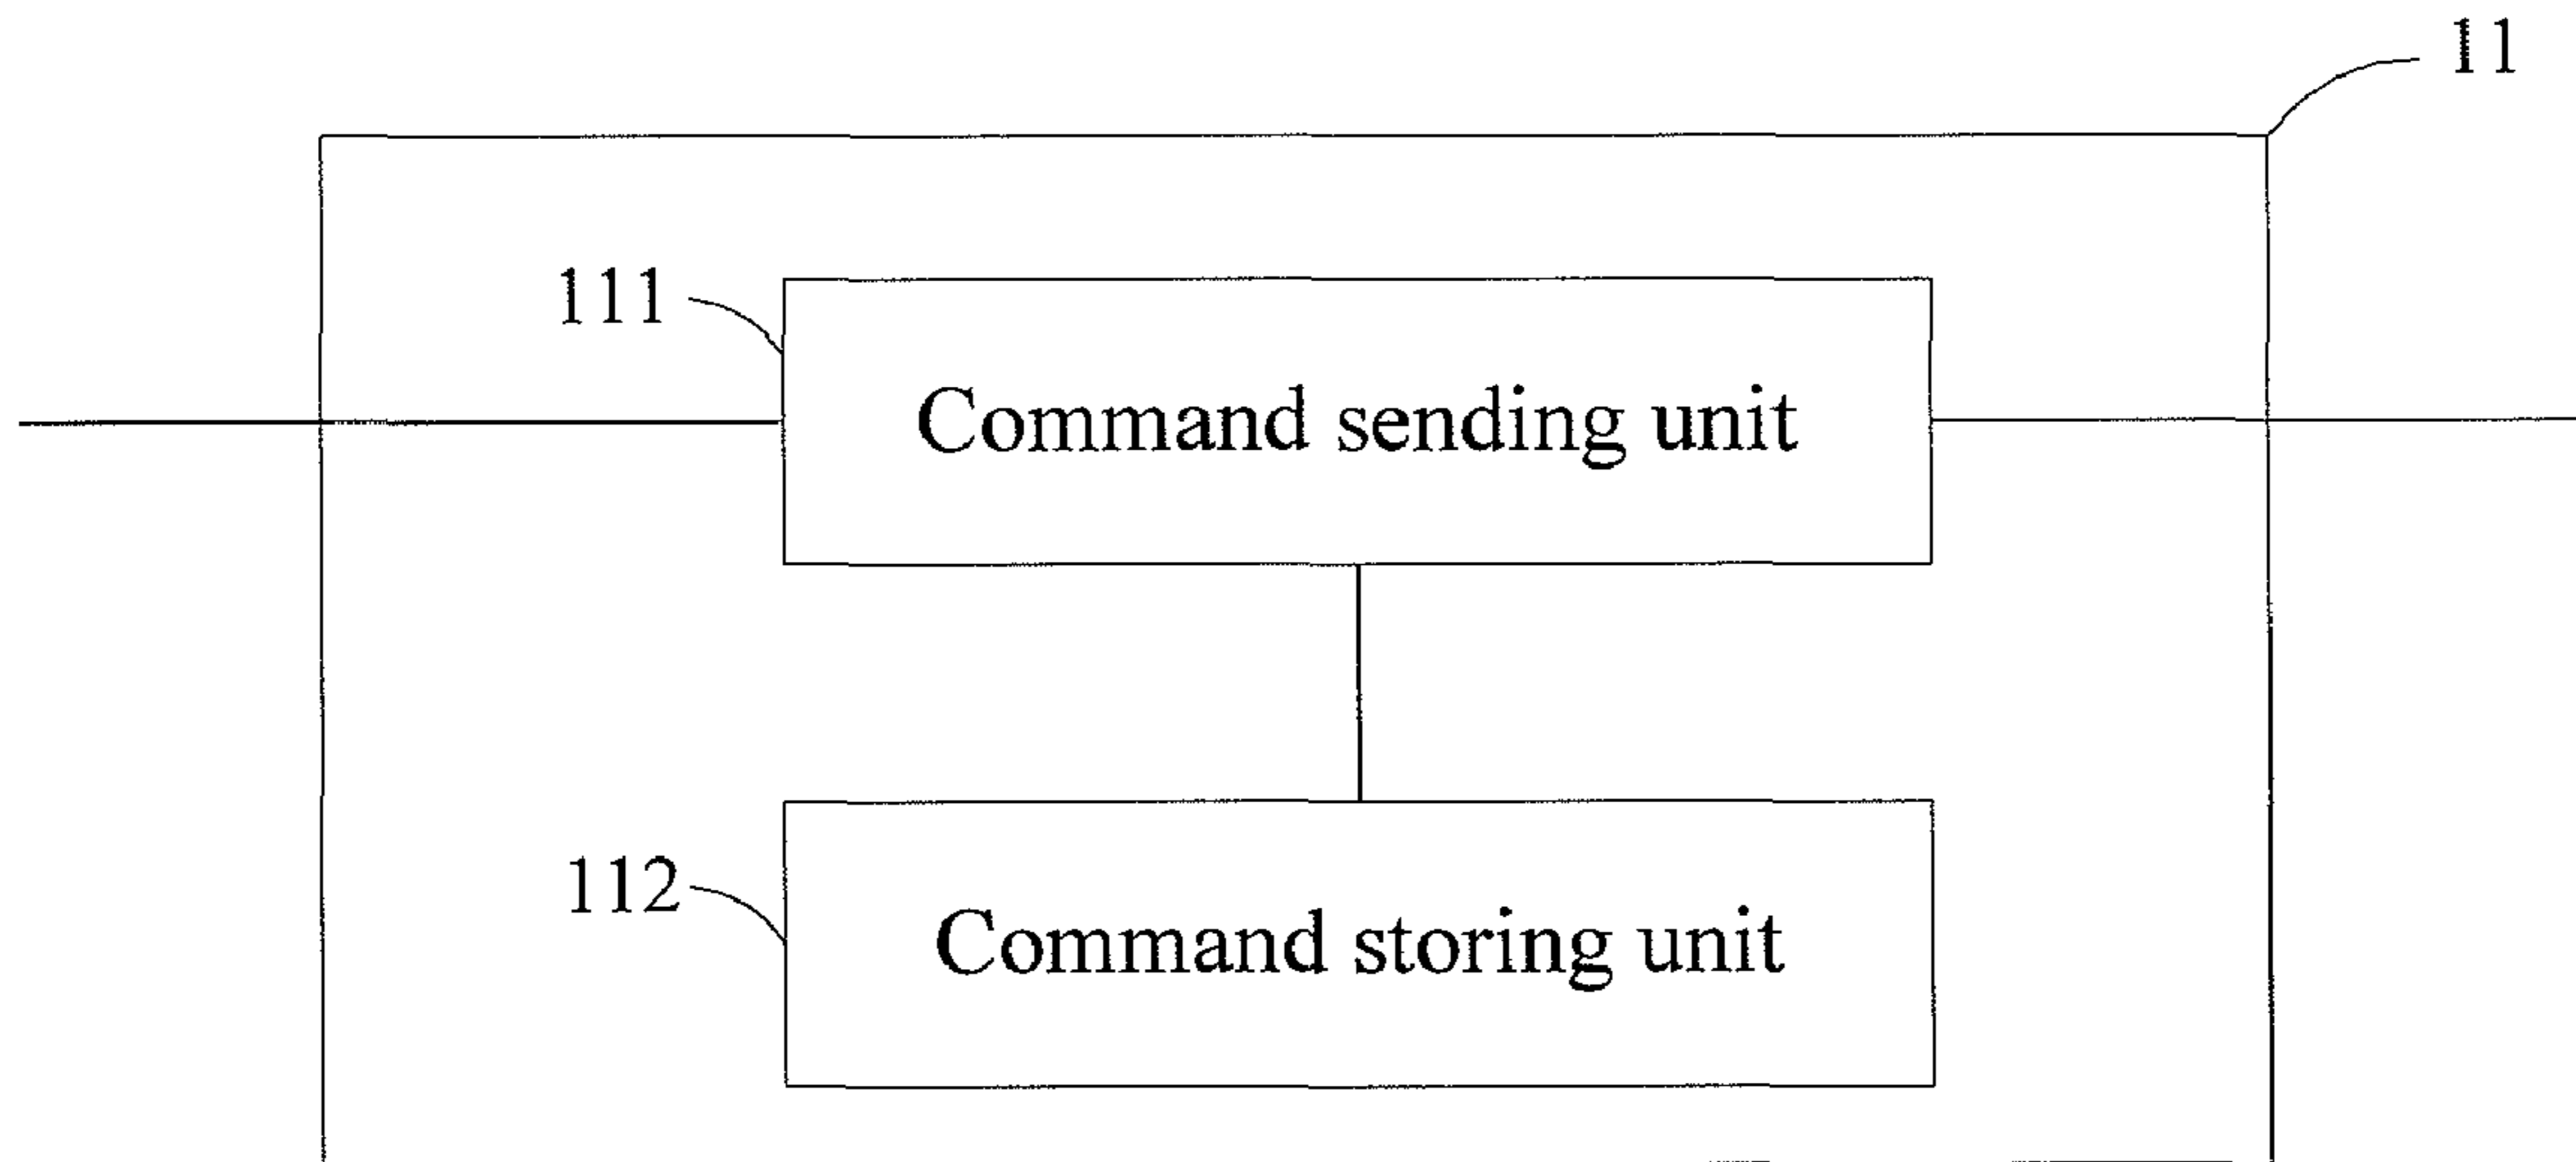 11
111
Command sending unit
112
Command storing unit